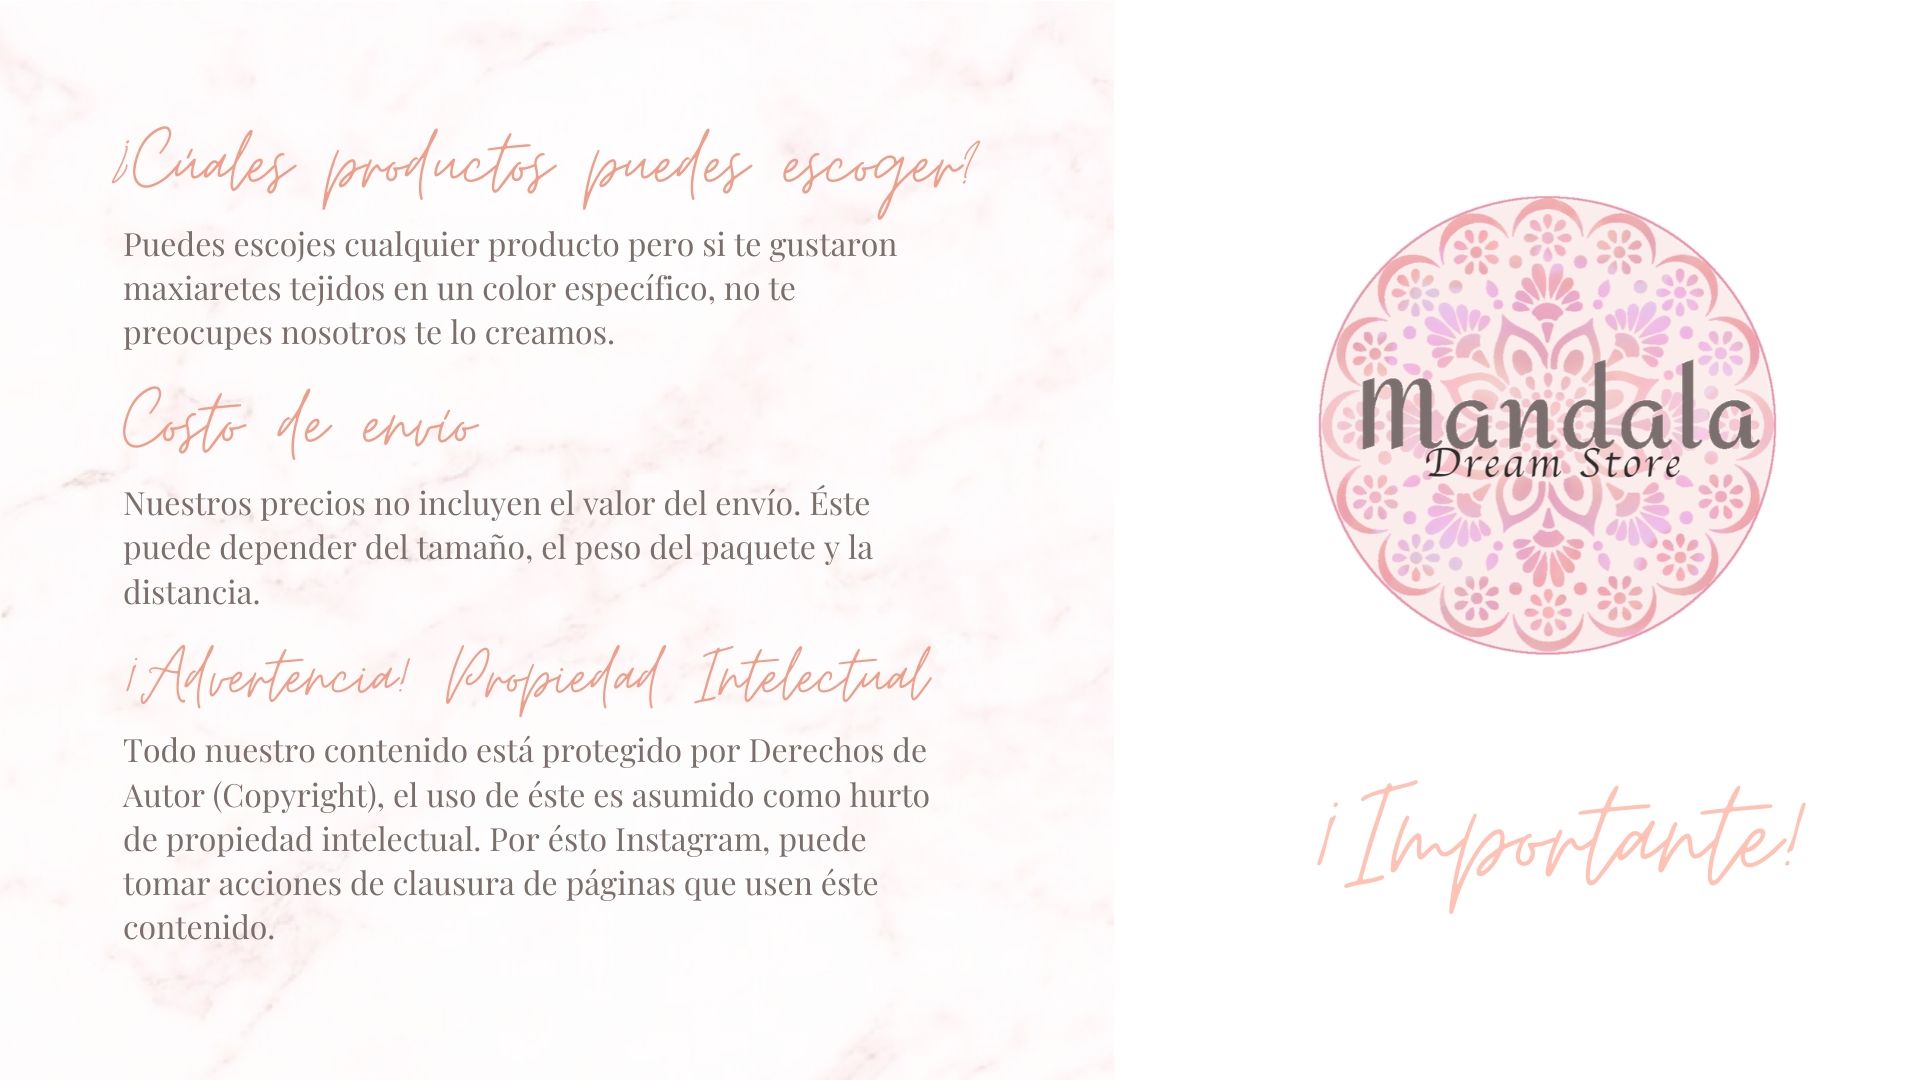 ¿Cúales productos puedes escoger?
Puedes escojes cualquier producto pero si te gustaron
maxiaretes tejidos en un color específico, no te
preocupes nosotros te lo creamos.
Costo de envío
Nuestros precios no incluyen el valor del envío. Éste
puede depender del tamaño, el peso del paquete y la
distancia.
¡Advertencia! Propiedad Intelectual
Todo nuestro contenido está protegido por Derechos de
Autor (Copyright), el uso de éste es asumido como hurto
de propiedad intelectual. Por ésto Instagram, puede
tomar acciones de clausura de páginas que usen éste
contenido.
Mandala
Dream Store
¡Importante!